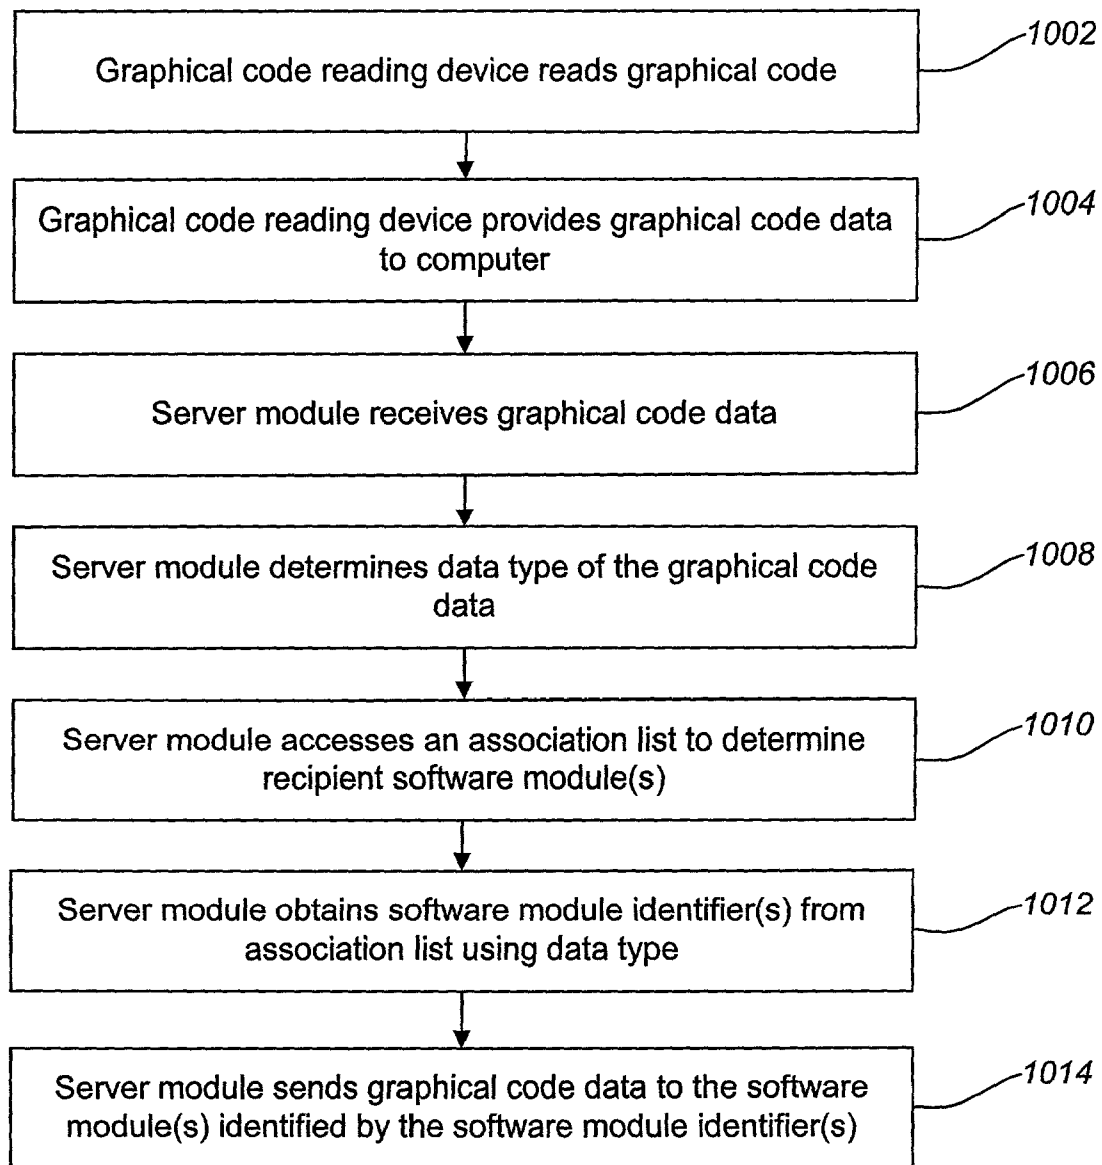 Graphical code reading device reads graphical code
1002
Graphical code reading device provides graphical code data
to computer
1004
Server module receives graphical code data
1006
Server module determines data type of the graphical code
data
1008
Server module accesses an association list to determine
recipient software module(s)
1010
Server module obtains software module identifier(s) from
association list using data type
1012
Server module sends graphical code data to the software
module(s) identified by the software module identifier(s)
1014